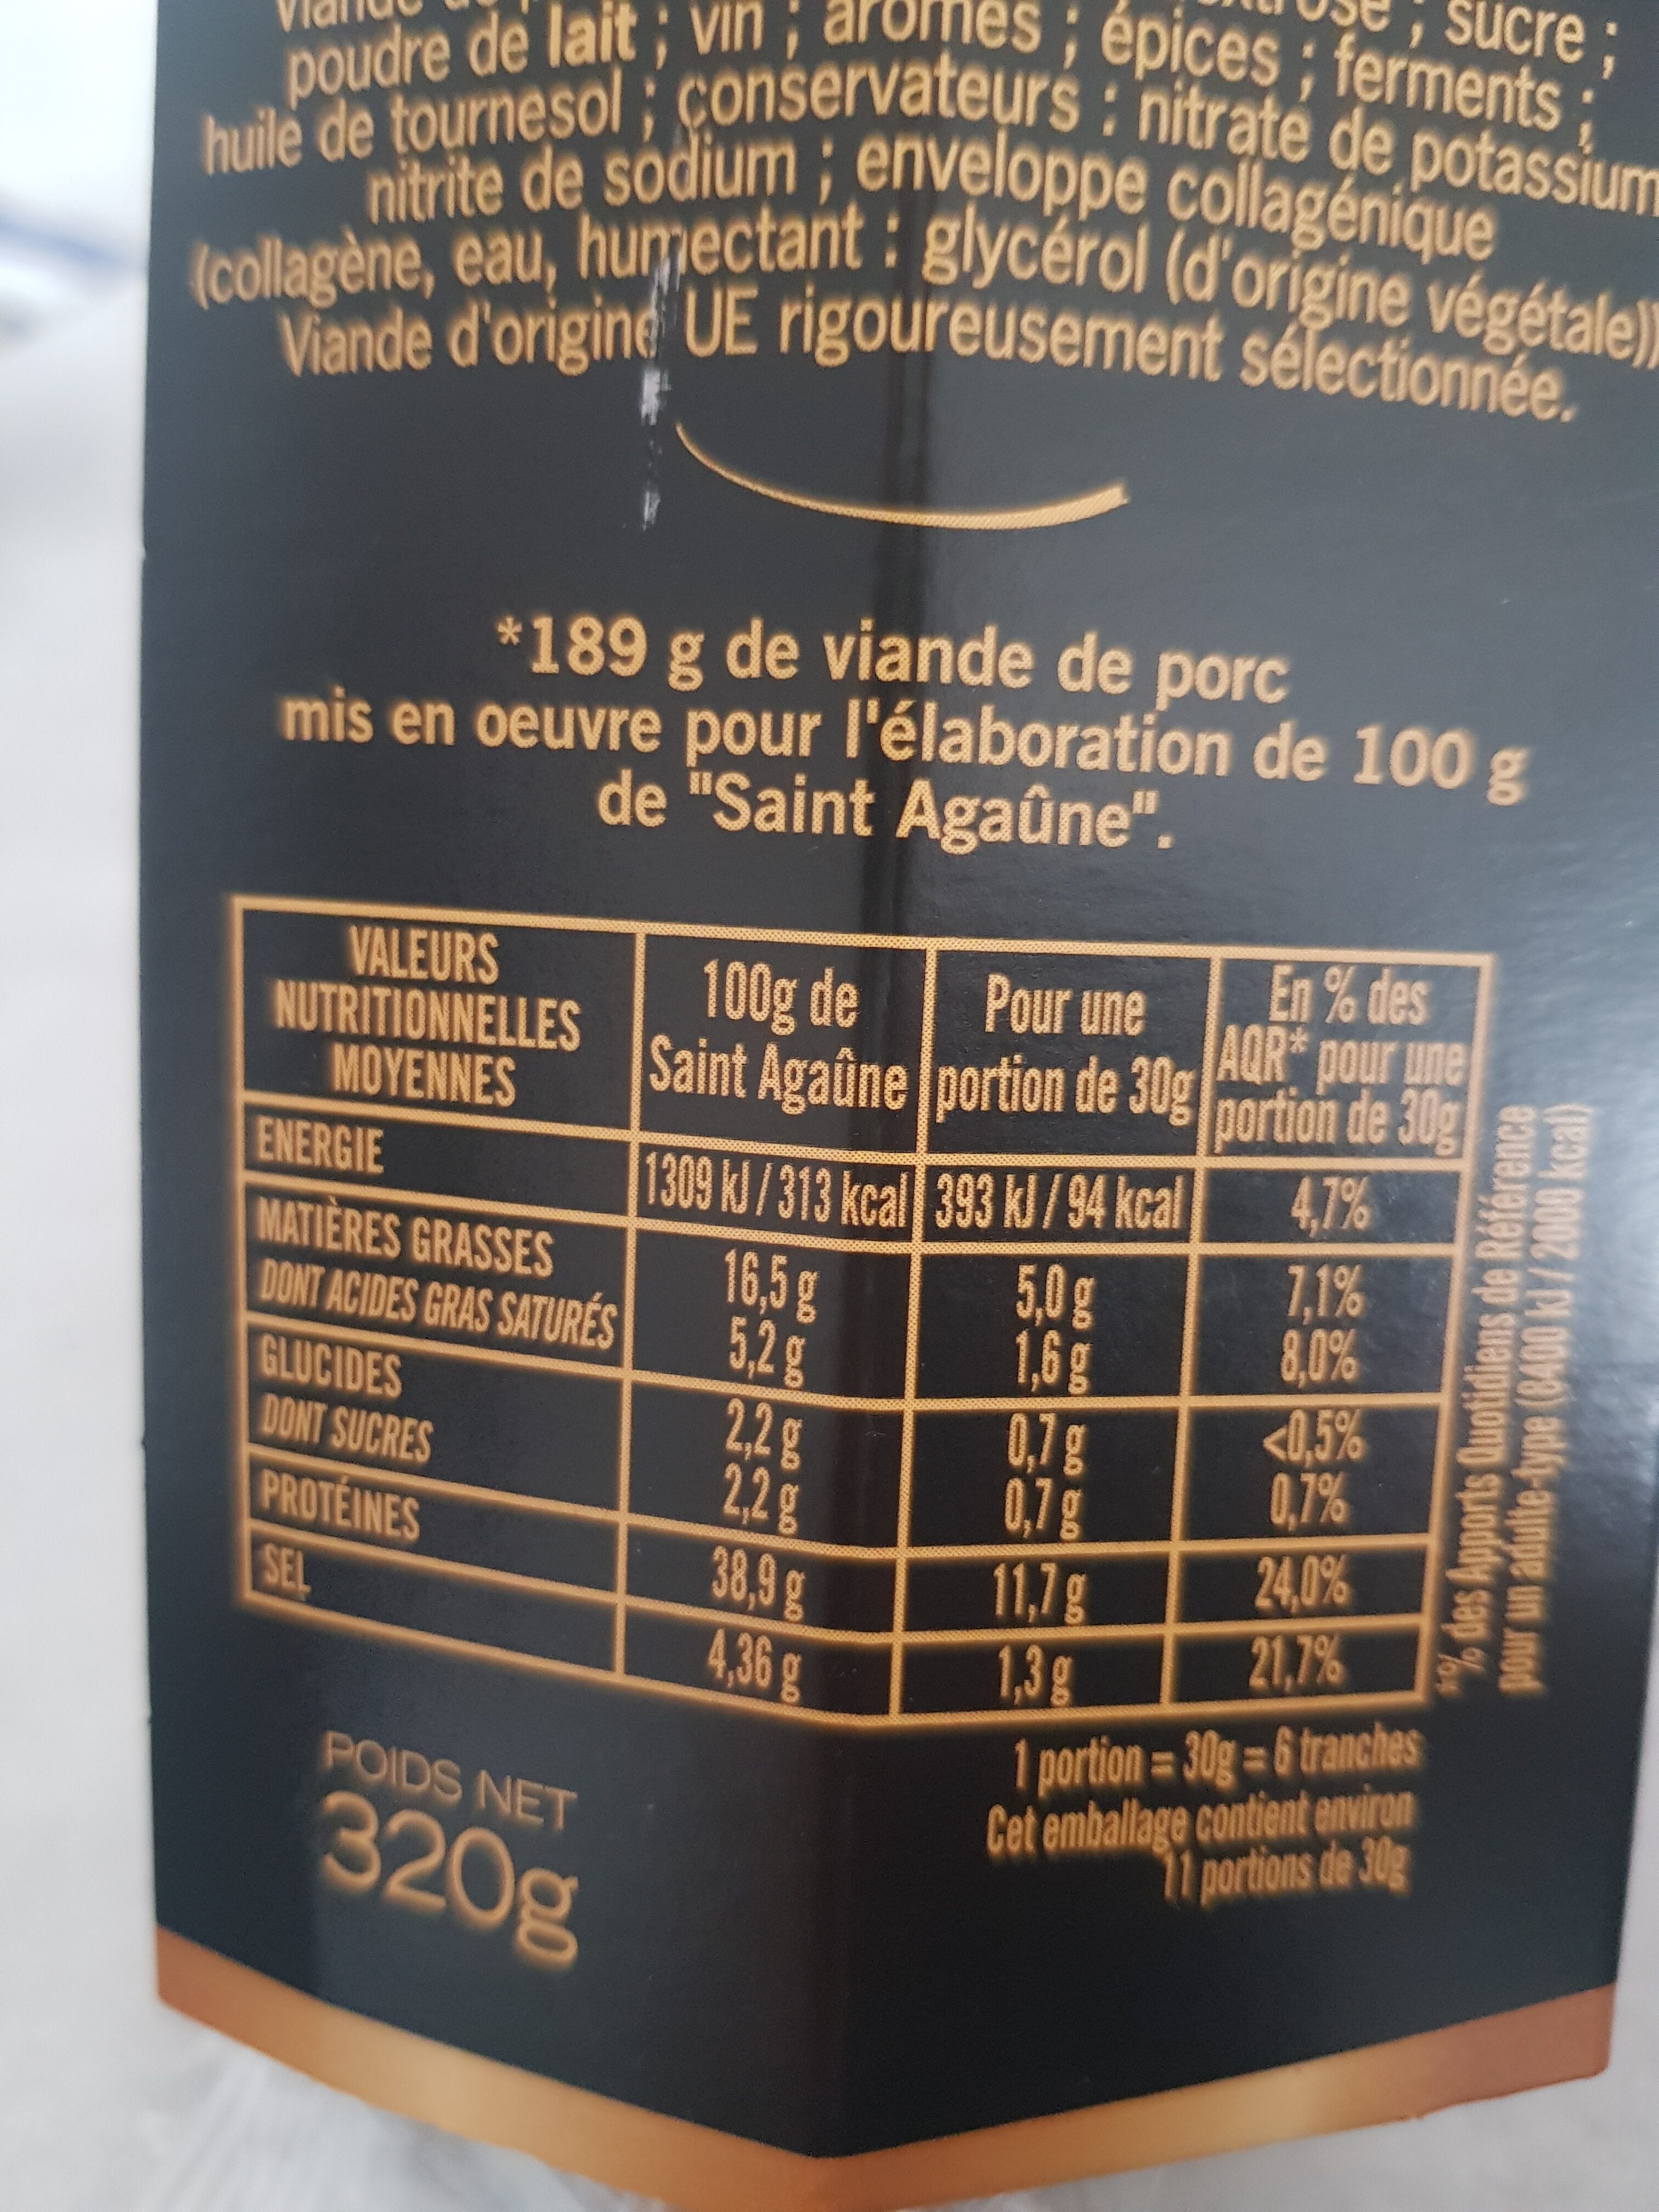 sucre ;
poudre de lait ; vin ; arômes ; épices ; ferments ;
huile de tournesol ; conservateurs : nitrate de potassium
nitrite de sodium ; enveloppe collagénique
(collagène, eau, humectant : glycérol (d'origine végétale))
Viande d'origine UE rigoureusement sélectionnée.
*189 g de viande de porc
mis en oeuvre pour l'élaboration de 100 g
de "Saint Agaûne".
VALEURS NUTRITIONNELLES MOYENNES | 100g de Saint Agaûne | Pour une portion de 30g | En % des AQR* pour une portion de 30g
ENERGIE 1309 kJ / 313 kcal 393 kJ / 94 kcal 4,7%
MATIÈRES GRASSES 16,5 g 5,0 g 7,1%
DONT ACIDES GRAS SATURÉS 5,2 g 1,6 g 8,0%
GLUCIDES 2,2 g 0,7 g <0,5%
DONT SUCRES 2,2 g 0,7 g 0,7%
PROTÉINES 38,9 g 11,7 g 24,0%
SEL 4,36 g 1,3 g 21,7%
*% des Apports Quotidiens de Référence
pour un adulte-type (8400 kJ / 2000 kcal)
POIDS NET
320g
1 portion = 30g = 6 tranches
Cet emballage contient environ
11 portions de 30g